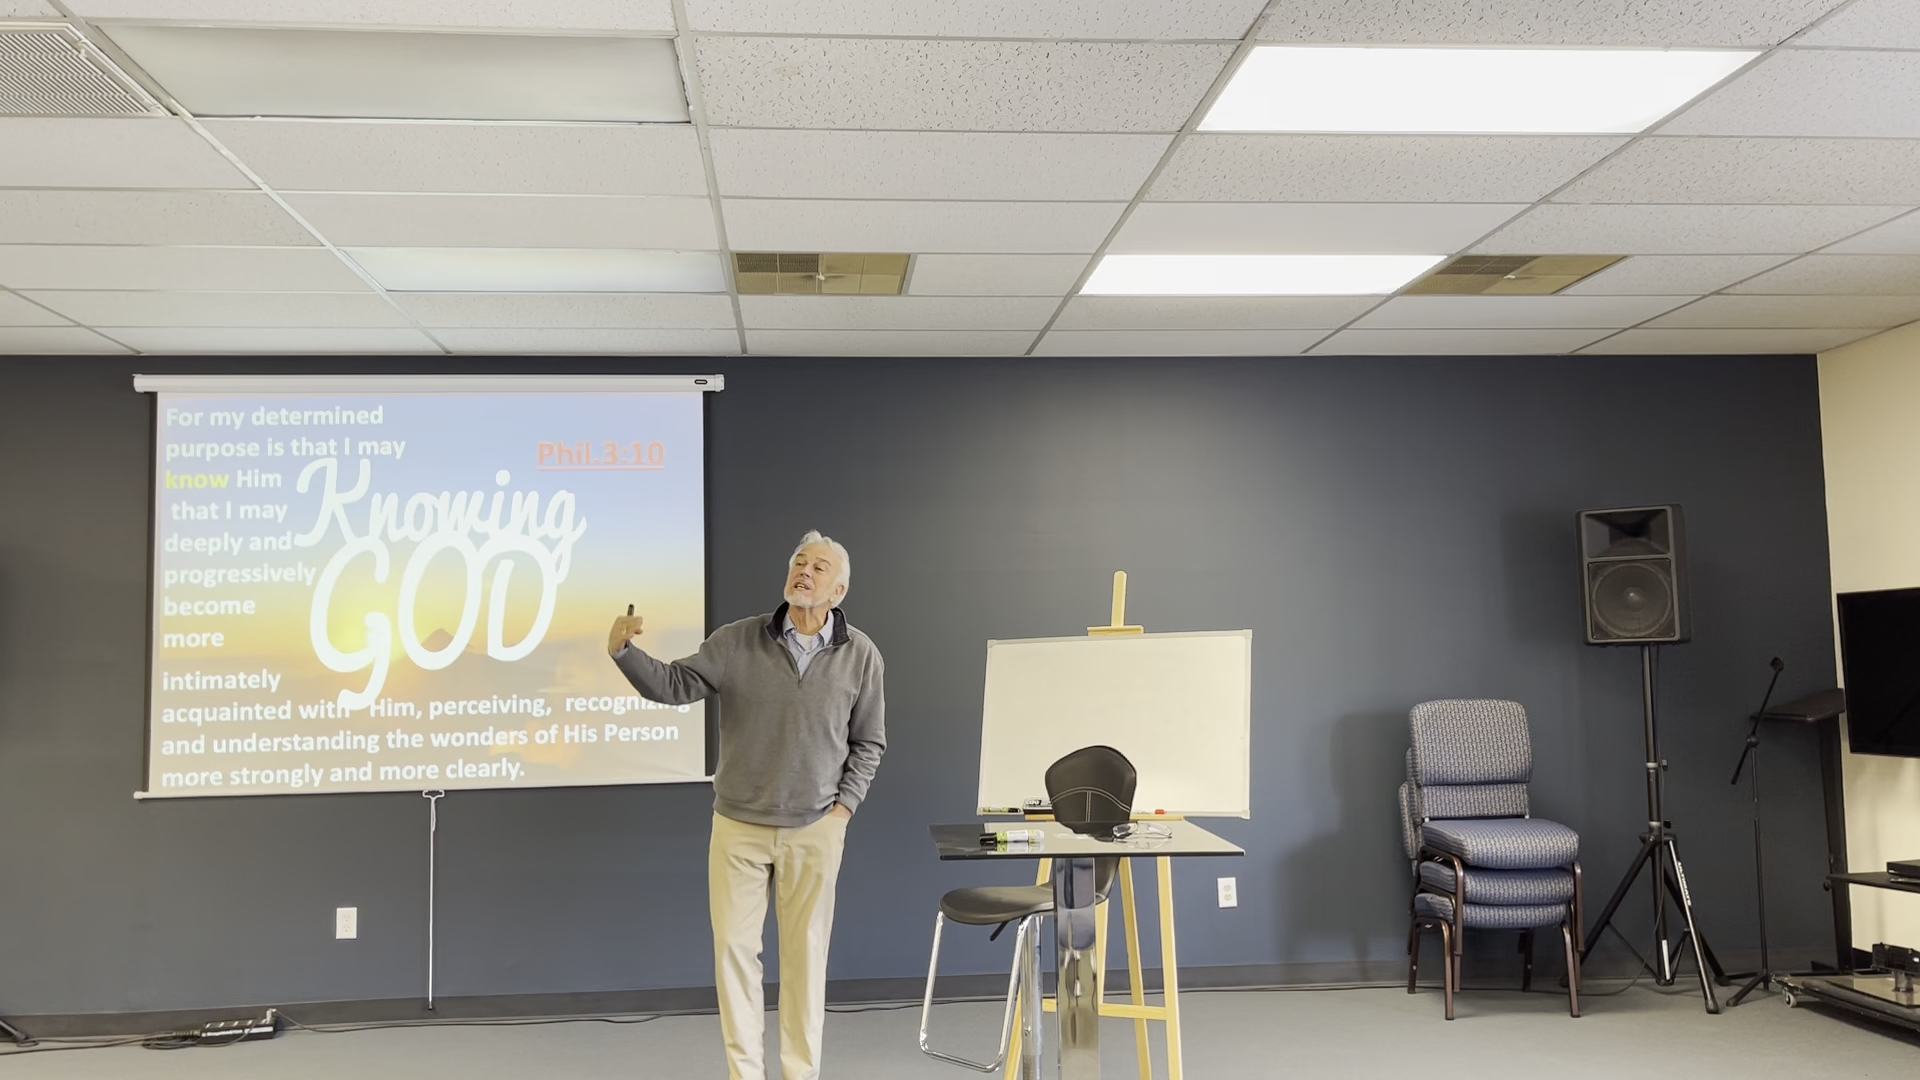 For my determined
purpose is that I may
know Him
that I may
deeply and
progressively
become
more
intimately
acquainted with Him, perceiving, recognizing
and understanding the wonders of His Person
more strongly and more clearly.
Phil.3:10
Knowing
GOD